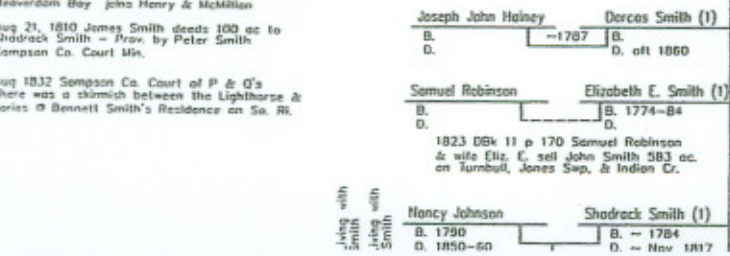 Beaverdam Bay John Henry & McMillion
Aug 21, 1810 James Smith deeds 100 ac to
Shadrack Smith - Prov. by Peter Smith
Sampson Co. Court Min.
Aug 1832 Sampson Co. Court of P & Q's
There was a skirmish between the Lighthorse &
Tories @ Bennett Smith's Residence on So. Ri.
Joseph John Hainey Dorcas Smith (1)
B. ~1787 B.
D. D. aft 1860
Samuel Robinson Elizabeth E. Smith (1)
B. B. 1774-84
D. D.
1823 DBk 11 p 170 Samuel Robinson
& wife Eliz. E. sell John Smith 583 ac.
on Turnbull, Jones Swp, & Indian Cr.
living with
Smith
living with
Smith
Nancy Johnson Shadrack Smith (1)
B. 1790 B. ~ 1784
D. 1850-60 D. ~ Nov 1817